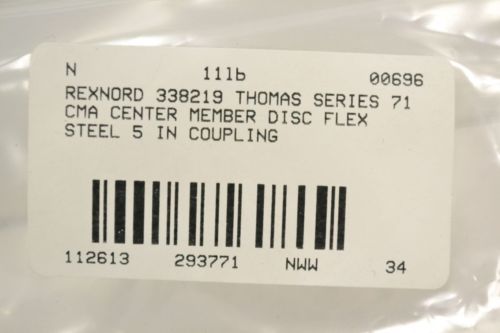 N 11lb 00696
REXNORD 338219 THOMAS SERIES 71
CMA CENTER MEMBER DISC FLEX
STEEL 5 IN COUPLING
112613 293771 NWW 34